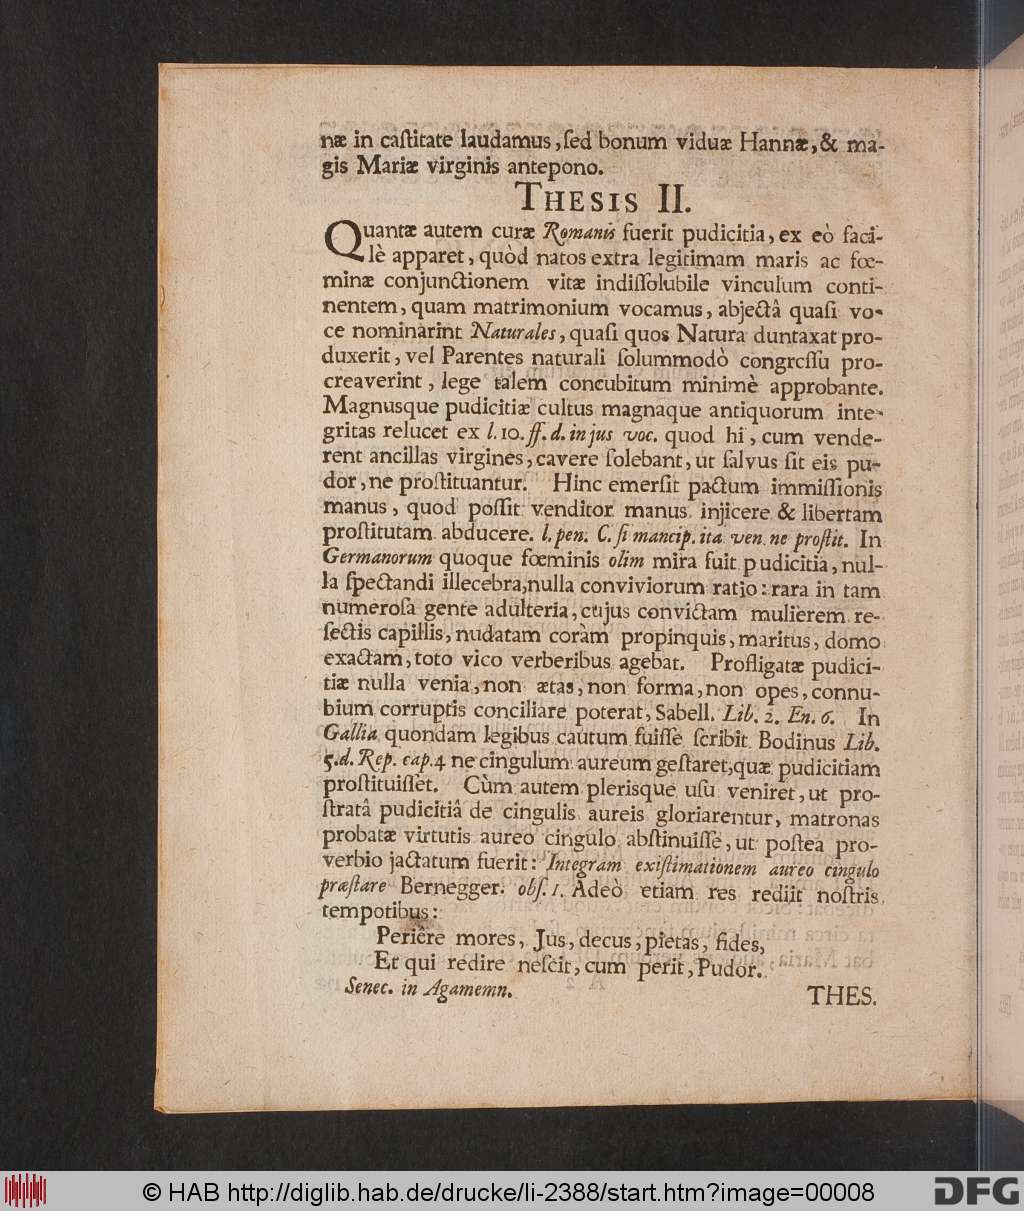 næ in caſtitate laudamus, ſed bonum viduæ Hannæ, & ma-
gis Mariæ virginis antepono.
THESIS II.
Quantæ autem curæ Romanis fuerit pudicitia, ex eò faci-
lè apparet, quòd natos extra legitimam maris ac fœ-
minæ conjunctionem vitæ indiſſolubile vinculum conti-
nentem, quam matrimonium vocamus, abjectâ quaſi vo-
ce nominârint Naturales, quaſi quos Natura duntaxat pro-
duxerit, vel Parentes naturali ſolummodò congreſſu pro-
creaverint, lege talem concubitum minimè approbante.
Magnusque pudicitiæ cultus magnaque antiquorum inte-
gritas relucet ex l. 10. ff. d. in jus voc. quod hi, cum vende-
rent ancillas virgines, cavere ſolebant, ut ſalvus ſit eis pu-
dor, ne proſtituantur. Hinc emerſit pactum immiſſionis
manus, quod poſſit venditor manus injicere & libertam
proſtitutam abducere. l. pen. C. ſi mancip. ita ven. ne proſtit. In
Germanorum quoque fœminis olim mira fuit pudicitia, nul-
la ſpectandi illecebra, nulla conviviorum ratio: rara in tam
numeroſa gente adulteria, cujus convictam mulierem re-
ſectis capillis, nudatam coràm propinquis, maritus, domo
exactam, toto vico verberibus agebat. Profligatæ pudici-
tiæ nulla venia, non ætas, non forma, non opes, connu-
bium corruptis conciliare poterat, Sabell. Lib. 2. En. 6. In
Gallia quondam legibus cautum fuiſſe ſcribit Bodinus Lib.
5. d. Rep. cap. 4 ne cingulum aureum geſtaret, quæ pudicitiam
proſtituiſſet. Cùm autem plerisque uſu veniret, ut pro-
ſtratâ pudicitiâ de cingulis aureis gloriarentur, matronas
probatæ virtutis aureo cingulo abſtinuiſſe, ut poſtea pro-
verbio jactatum fuerit: Integram exiſtimationem aureo cingulo
præſtare Bernegger. obſ. 1. Adeò etiam res rediit noſtris
tempotibus:
Periêre mores, Jus, decus, pietas, fides,
Et qui redire neſcit, cum perit, Pudor.
Senec. in Agamemn.
THES.
© HAB http://diglib.hab.de/drucke/li-2388/start.htm?image=00008
DFG